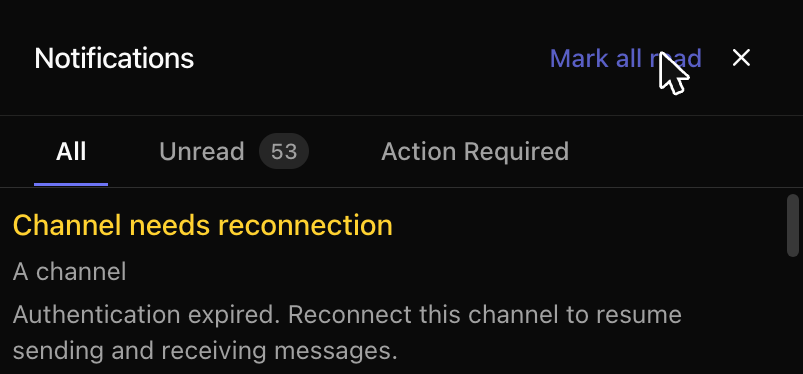 Notifications
Mark all read
All
Unread 53
Action Required
Channel needs reconnection
A channel
Authentication expired. Reconnect this channel to resume
sending and receiving messages.